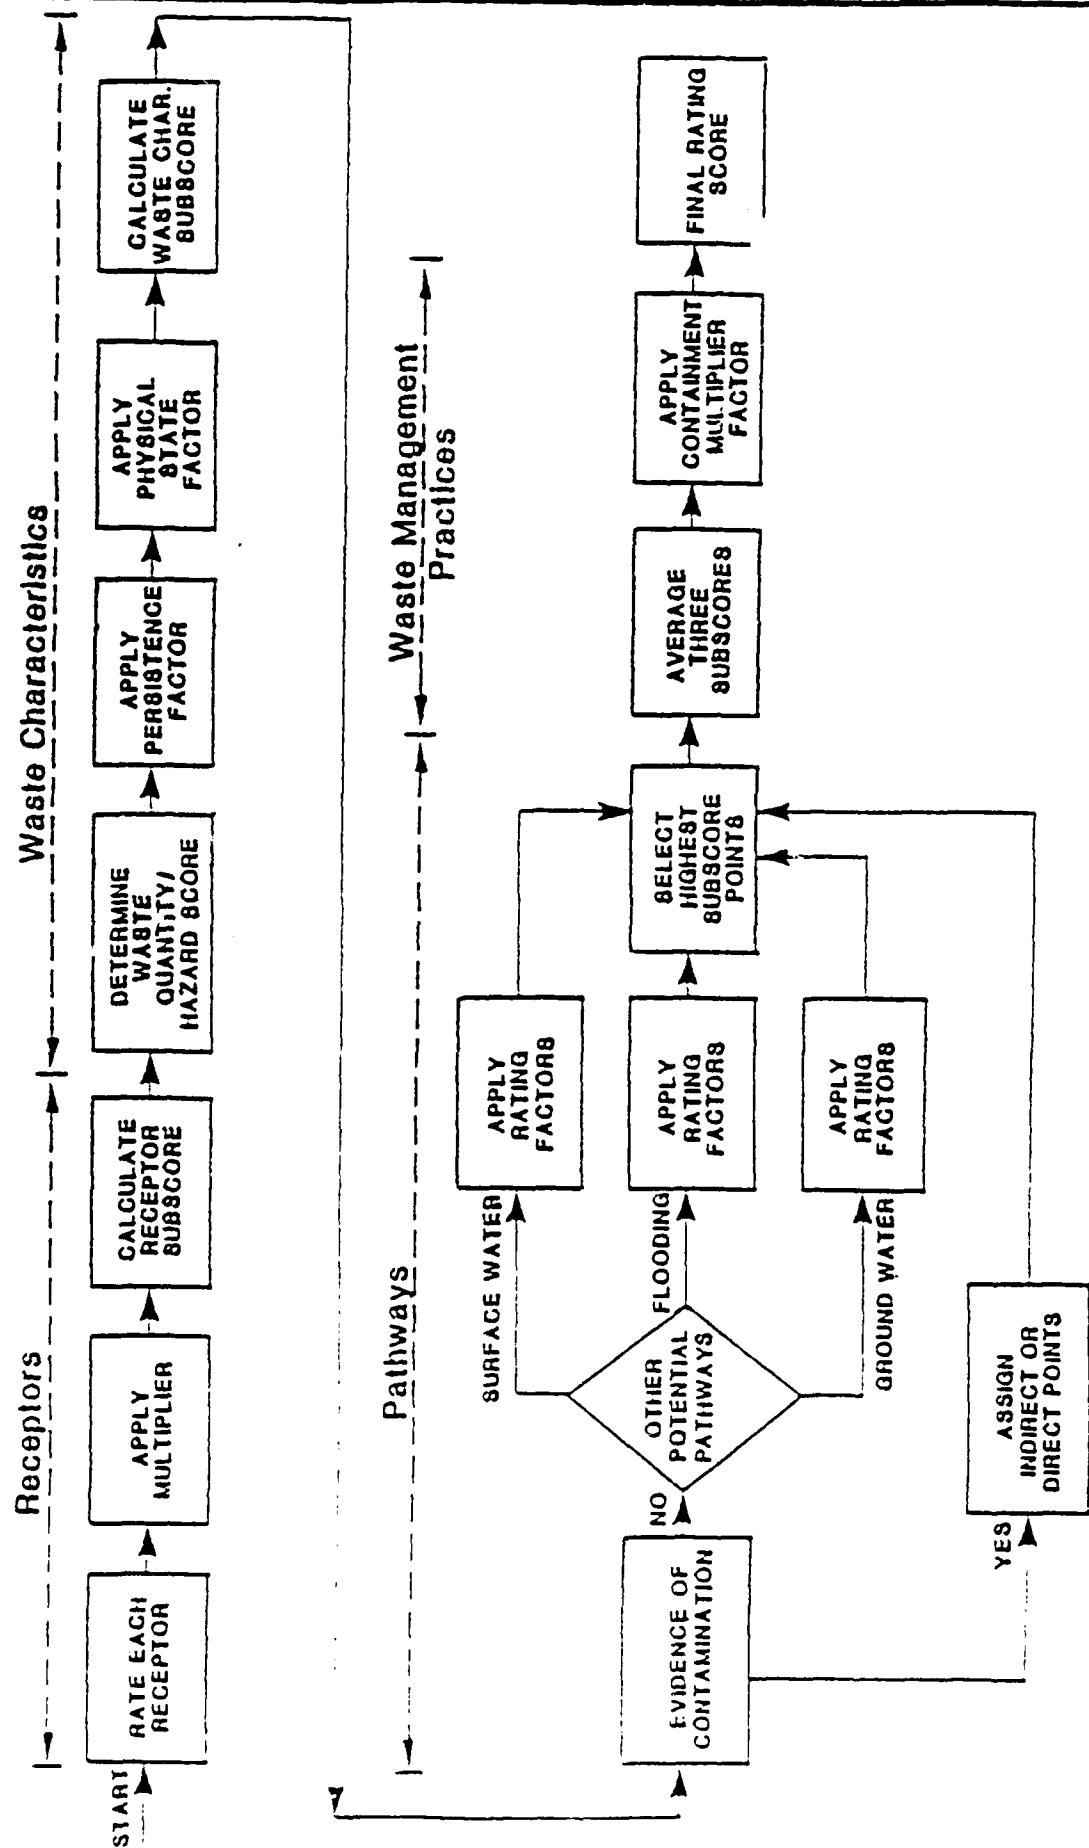 Receptors
Waste Characteristics
START
RATE EACH
RECEPTOR
APPLY
MULTIPLIER
CALCULATE
RECEPTOR
SUBSCORE
DETERMINE
WASTE
QUANTITY/
HAZARD SCORE
APPLY
PERSISTENCE
FACTOR
APPLY
PHYSICAL
STATE
FACTOR
CALCULATE
WASTE CHAR.
SUBSCORE
Pathways
Waste Management
Practices
EVIDENCE OF
CONTAMINATION
NO
OTHER
POTENTIAL
PATHWAYS
SURFACE WATER
APPLY
RATING
FACTORS
FLOODING
APPLY
RATING
FACTORS
GROUND WATER
APPLY
RATING
FACTORS
YES
ASSIGN
INDIRECT OR
DIRECT POINTS
SELECT
HIGHEST
SUBSCORE
POINTS
AVERAGE
THREE
SUBSCORES
APPLY
CONTAINMENT
MULTIPLIER
FACTOR
FINAL RATING
SCORE